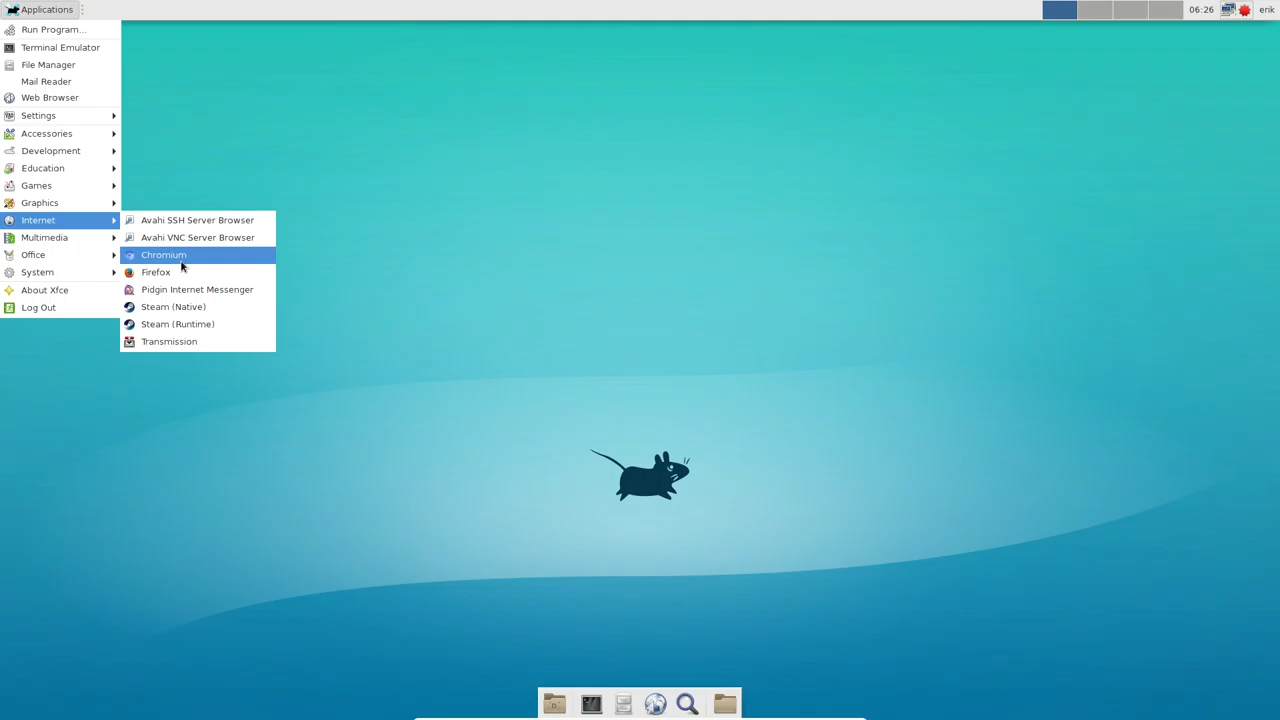 Applications
06:26
erik
Run Program...
Terminal Emulator
File Manager
Mail Reader
Web Browser
Settings
Accessories
Development
Education
Games
Graphics
Internet
Multimedia
Office
System
About Xfce
Log Out
Avahi SSH Server Browser
Avahi VNC Server Browser
Chromium
Firefox
Pidgin Internet Messenger
Steam (Native)
Steam (Runtime)
Transmission